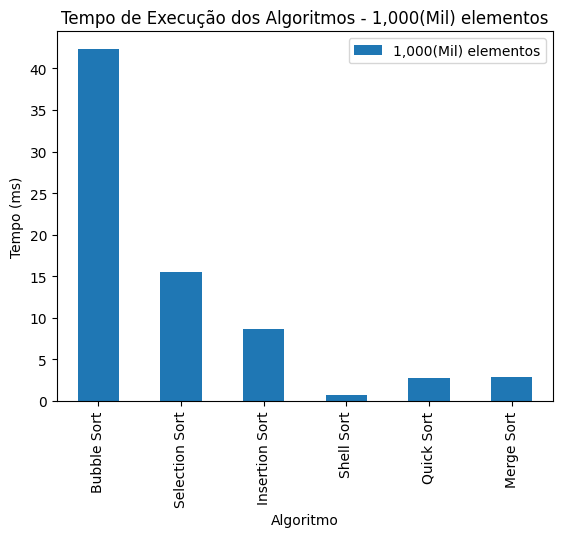 Tempo de Execução dos Algoritmos - 1,000(Mil) elementos
1,000(Mil) elementos
Tempo (ms)
40
35
30
25
20
15
10
5
0
Bubble Sort
Selection Sort
Insertion Sort
Shell Sort
Quick Sort
Merge Sort
Algoritmo